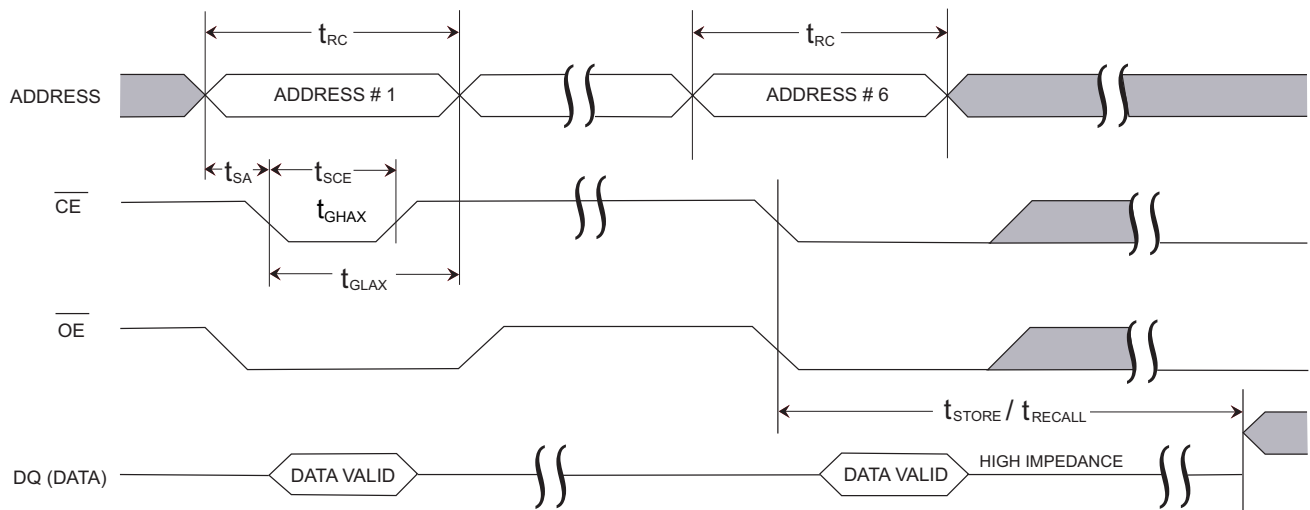 tRC tRC
ADDRESS ADDRESS # 1 ADDRESS # 6
tSA tSCE
CE
tGHAX
tGLAX
OE
tSTORE / tRECALL
DQ (DATA) DATA VALID DATA VALID HIGH IMPEDANCE